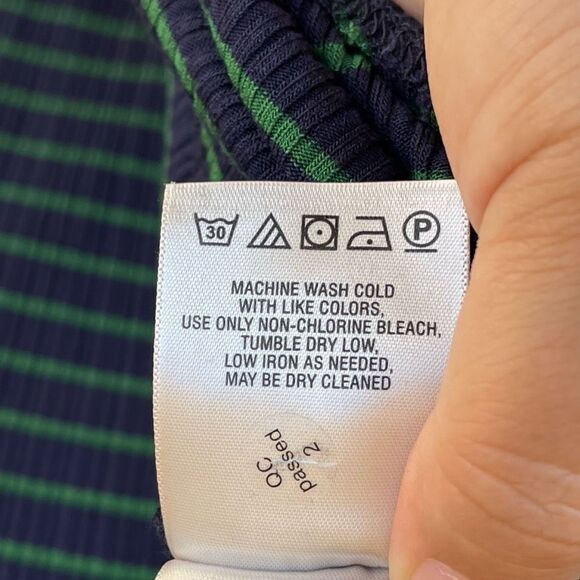 30 P
MACHINE WASH COLD
WITH LIKE COLORS,
USE ONLY NON-CHLORINE BLEACH,
TUMBLE DRY LOW,
LOW IRON AS NEEDED,
MAY BE DRY CLEANED
QC
passed
2